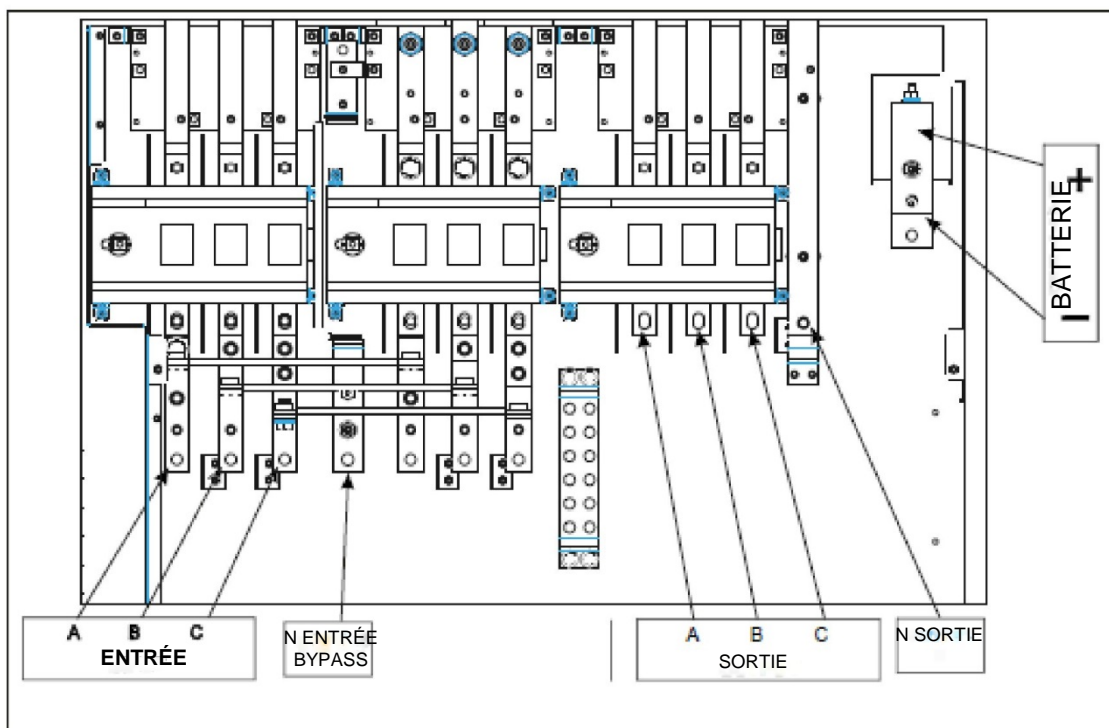 BATTERIE
+
-
A B C
ENTRÉE
N ENTRÉE
BYPASS
A B C
SORTIE
N SORTIE